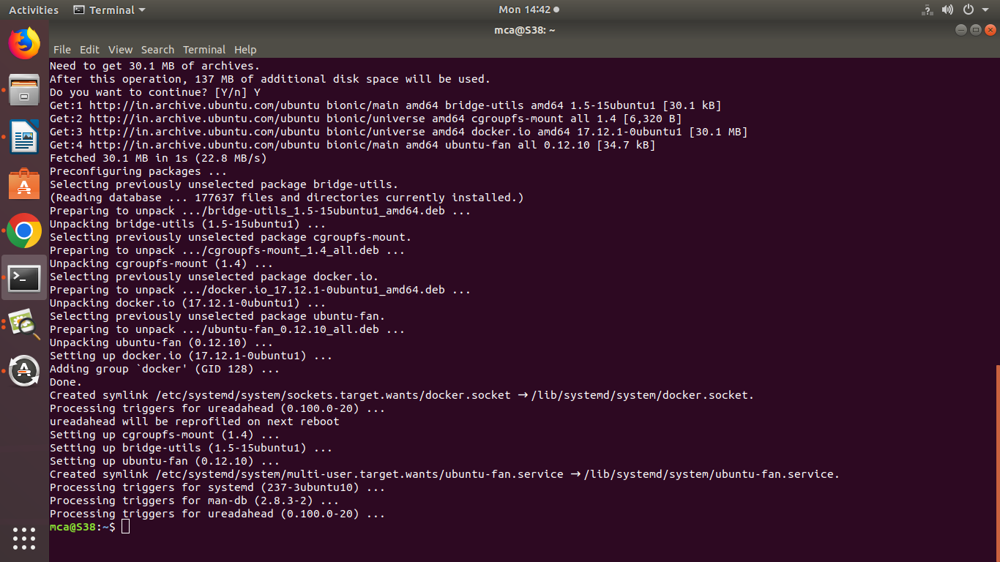 Activities Terminal Mon 14:42
mca@S38: ~
File Edit View Search Terminal Help
Need to get 30.1 MB of archives.
After this operation, 137 MB of additional disk space will be used.
Do you want to continue? [Y/n] Y
Get:1 http://in.archive.ubuntu.com/ubuntu bionic/main amd64 bridge-utils amd64 1.5-15ubuntu1 [30.1 kB]
Get:2 http://in.archive.ubuntu.com/ubuntu bionic/universe amd64 cgroupfs-mount all 1.4 [6,320 B]
Get:3 http://in.archive.ubuntu.com/ubuntu bionic/universe amd64 docker.io amd64 17.12.1-0ubuntu1 [30.1 MB]
Get:4 http://in.archive.ubuntu.com/ubuntu bionic/main amd64 ubuntu-fan all 0.12.10 [34.7 kB]
Fetched 30.1 MB in 1s (22.8 MB/s)
Preconfiguring packages ...
Selecting previously unselected package bridge-utils.
(Reading database ... 177637 files and directories currently installed.)
Preparing to unpack .../bridge-utils_1.5-15ubuntu1_amd64.deb ...
Unpacking bridge-utils (1.5-15ubuntu1) ...
Selecting previously unselected package cgroupfs-mount.
Preparing to unpack .../cgroupfs-mount_1.4_all.deb ...
Unpacking cgroupfs-mount (1.4) ...
Selecting previously unselected package docker.io.
Preparing to unpack .../docker.io_17.12.1-0ubuntu1_amd64.deb ...
Unpacking docker.io (17.12.1-0ubuntu1) ...
Selecting previously unselected package ubuntu-fan.
Preparing to unpack .../ubuntu-fan_0.12.10_all.deb ...
Unpacking ubuntu-fan (0.12.10) ...
Setting up docker.io (17.12.1-0ubuntu1) ...
Adding group `docker' (GID 128) ...
Done.
Created symlink /etc/systemd/system/sockets.target.wants/docker.socket → /lib/systemd/system/docker.socket.
Processing triggers for ureadahead (0.100.0-20) ...
ureadahead will be reprofiled on next reboot
Setting up cgroupfs-mount (1.4) ...
Setting up bridge-utils (1.5-15ubuntu1) ...
Setting up ubuntu-fan (0.12.10) ...
Created symlink /etc/systemd/system/multi-user.target.wants/ubuntu-fan.service → /lib/systemd/system/ubuntu-fan.service.
Processing triggers for systemd (237-3ubuntu10) ...
Processing triggers for man-db (2.8.3-2) ...
Processing triggers for ureadahead (0.100.0-20) ...
mca@S38:~$